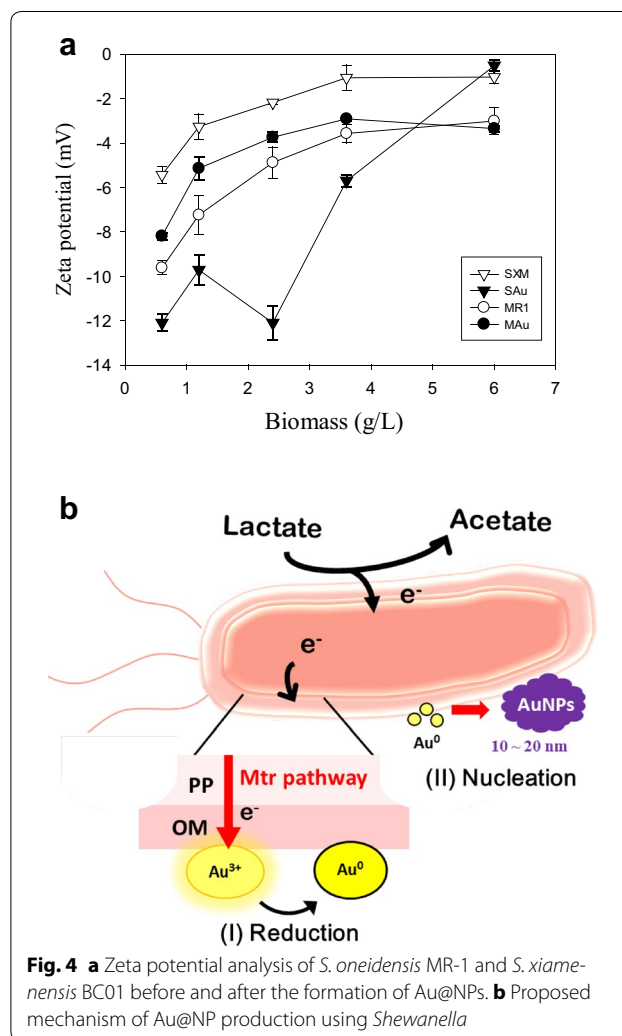 a
0
-2
-4
-6
-8
-10
-12
-14
Zeta potential (mV)
SXM
SAu
MR1
MAu
0 1 2 3 4 5 6 7
Biomass (g/L)
b
Lactate
Acetate
e-
e-
Au⁰
AuNPs
10 ~ 20 nm
(II) Nucleation
PP
Mtr pathway
e-
OM
Au³⁺
Au⁰
(I) Reduction
Fig. 4 a Zeta potential analysis of S. oneidensis MR-1 and S. xiame-
nensis BC01 before and after the formation of Au@NPs. b Proposed
mechanism of Au@NP production using Shewanella